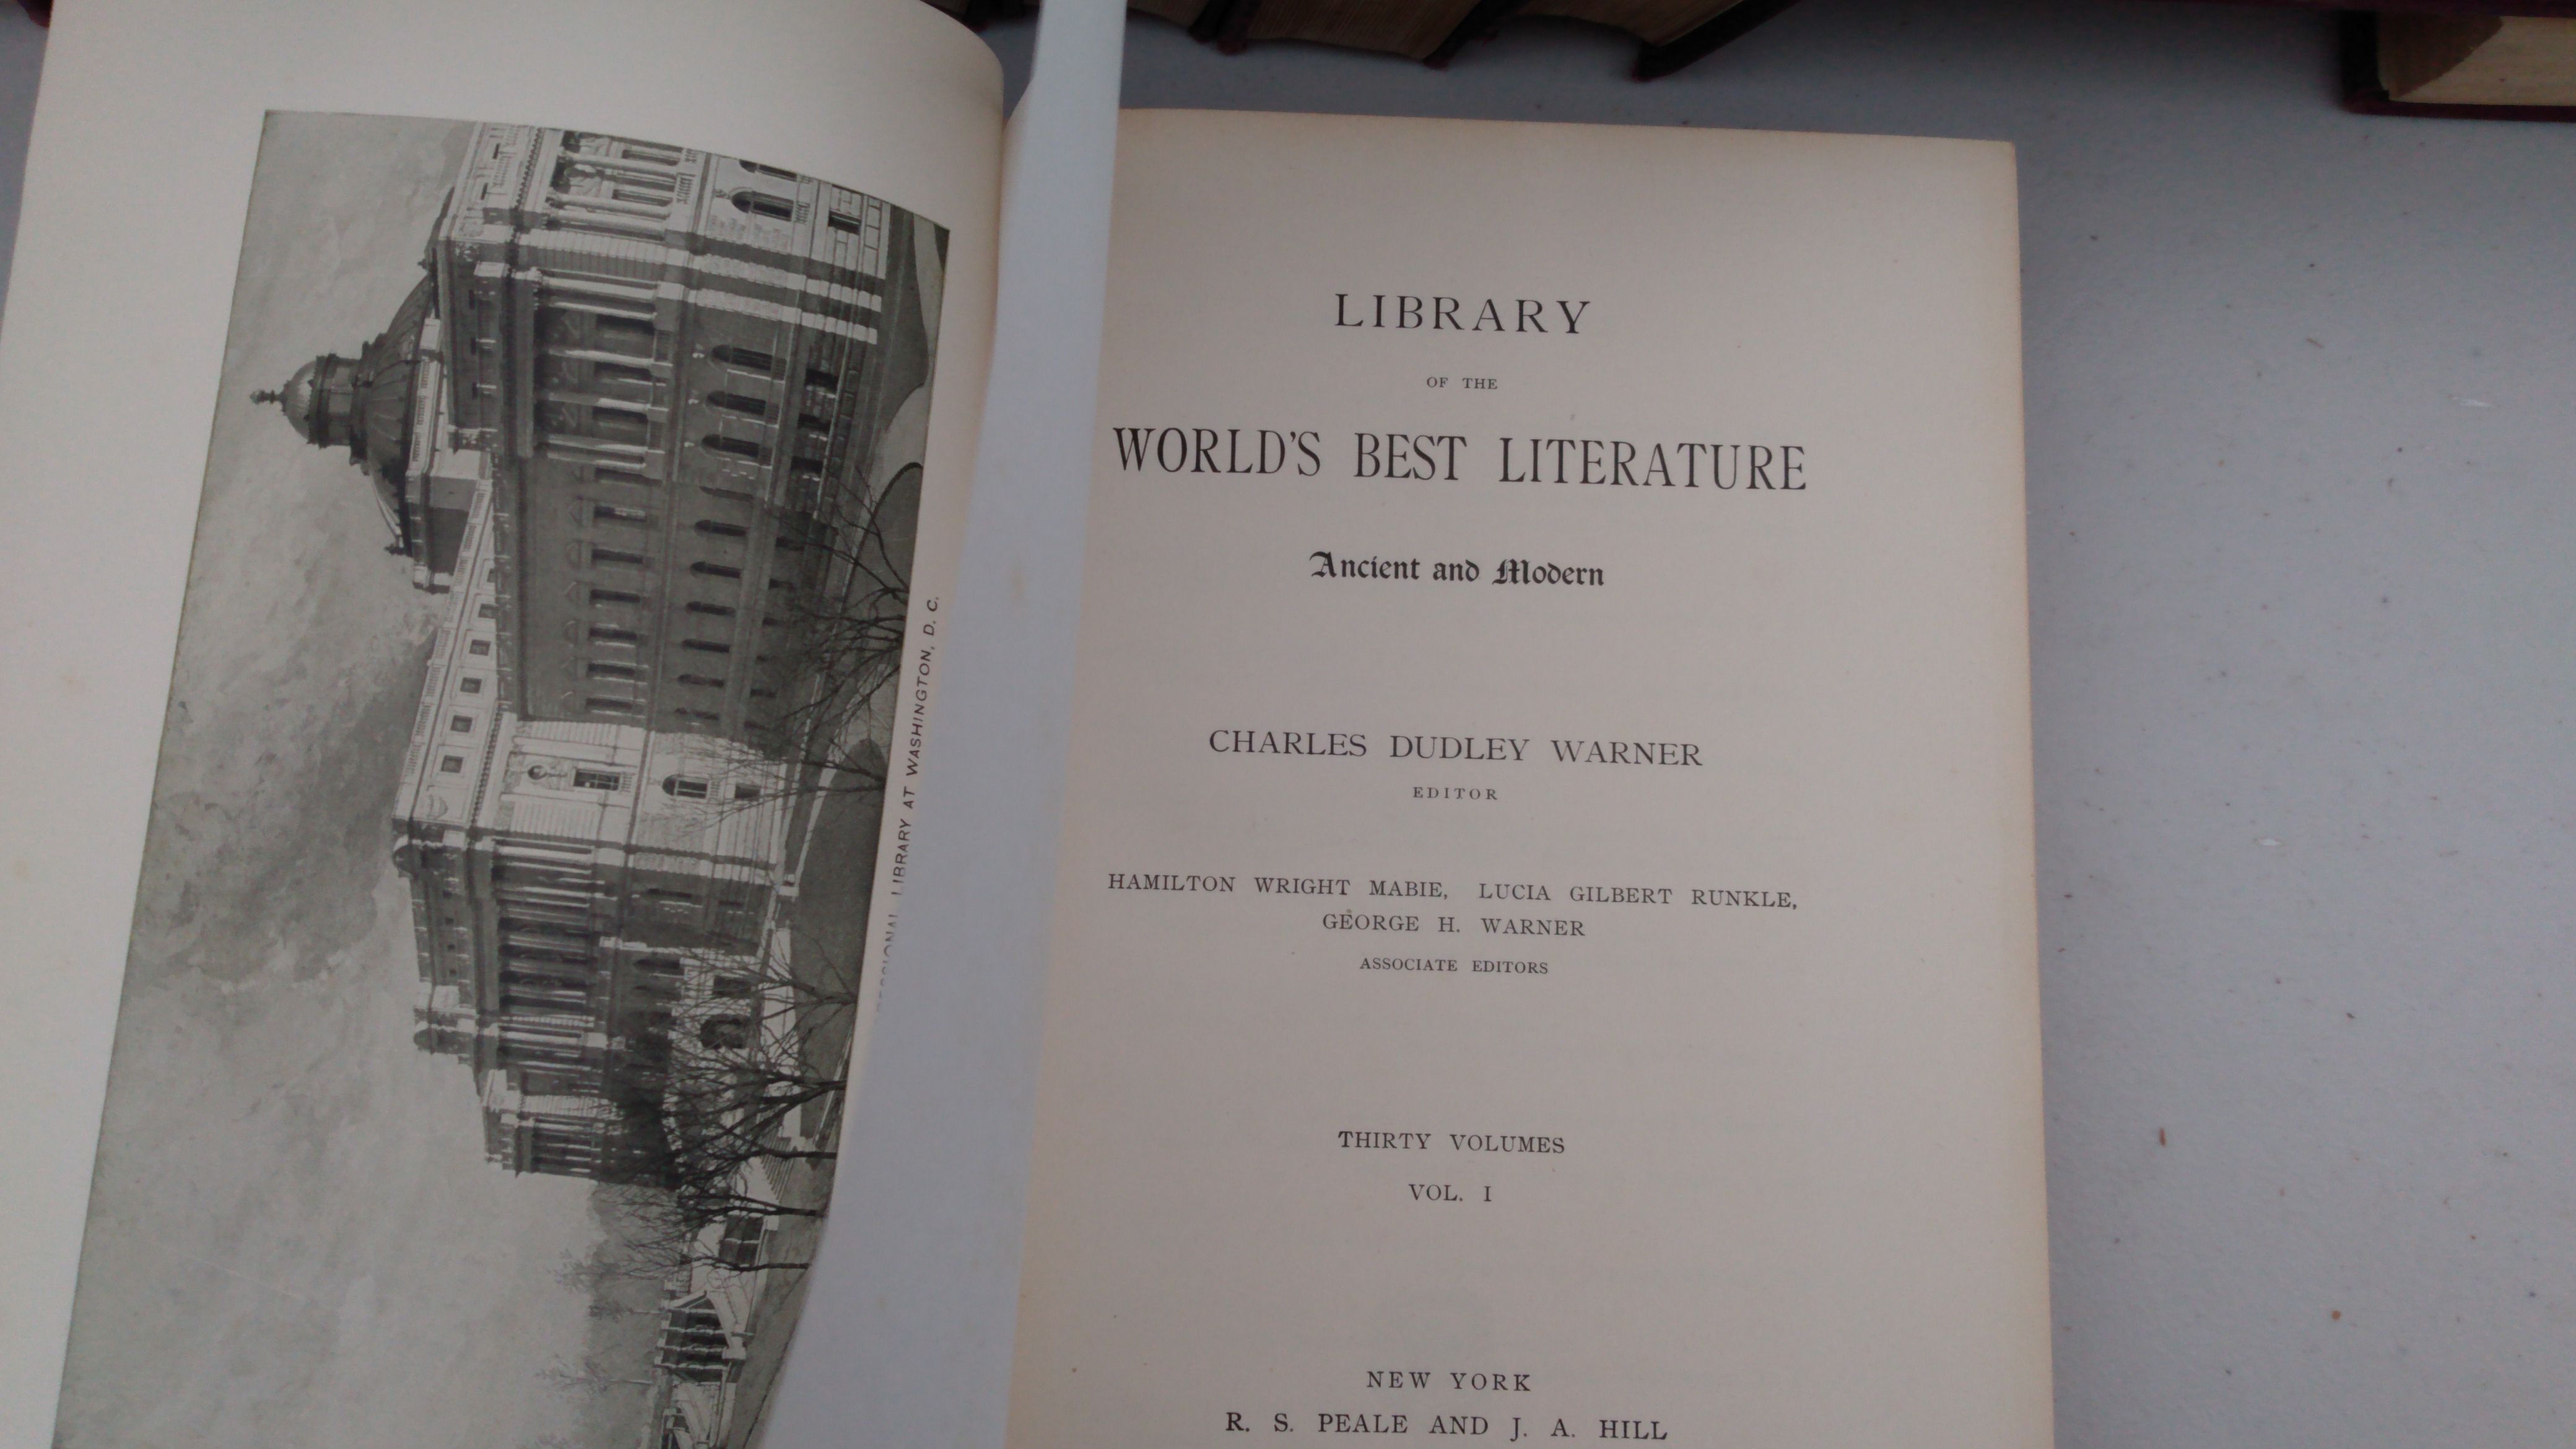 LIBRARY AT WASHINGTON, D. C.
LIBRARY
OF THE
WORLD'S BEST LITERATURE
Ancient and Modern
CHARLES DUDLEY WARNER
EDITOR
HAMILTON WRIGHT MABIE, LUCIA GILBERT RUNKLE,
GEORGE H. WARNER
ASSOCIATE EDITORS
THIRTY VOLUMES
VOL. I
NEW YORK
R. S. PEALE AND J. A. HILL